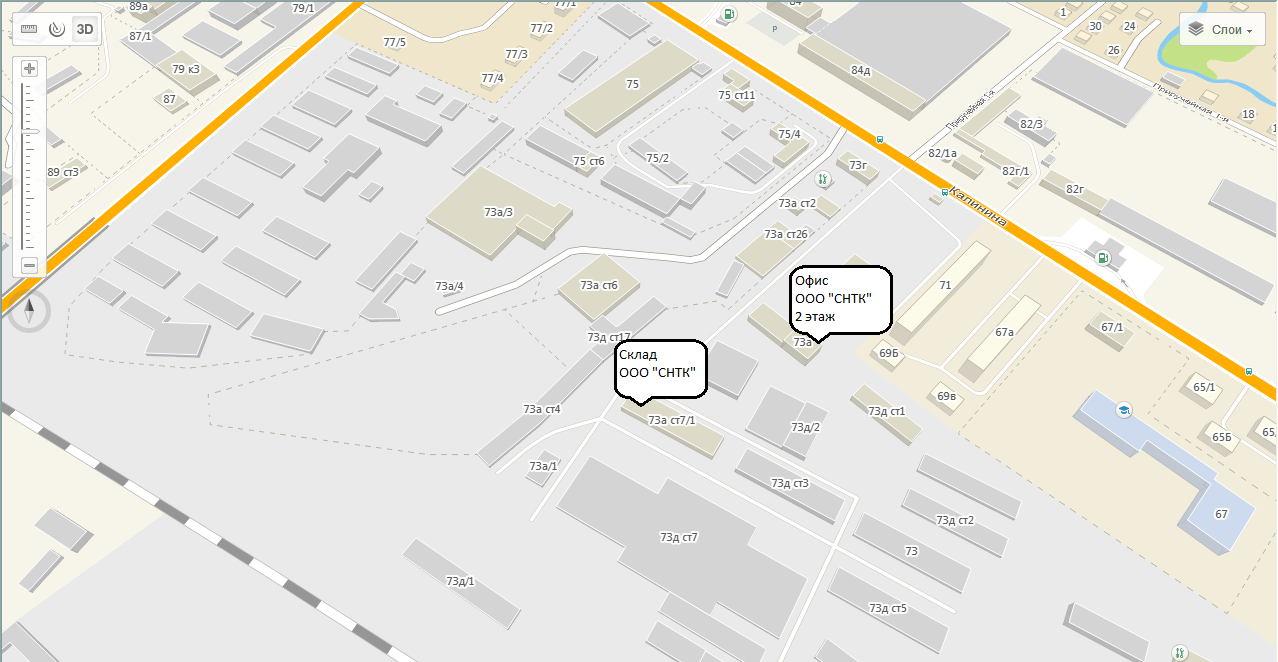 89а
79/1
77/1
84
1
3D
77/2
30
24
Слои
87/1
77/5
P
26
77/3
79 к3
77/4
75
84д
87
75 ст11
Приручейная 1-я
Приручейная 1-я
18
82/3
75/4
75/2
82/1а
75 ст6
73г
89 ст3
82г/1
82г
Калинина
73а ст2
73а/3
73а ст26
73а/4
73а ст6
71
Офис
ООО "СНТК"
2 этаж
67/1
67а
73д ст17
73а
69Б
Склад
ООО "СНТК"
65/1
69в
73а ст4
73а ст7/1
73д ст1
73д/2
65Б
65
73а/1
73д ст3
67
73д ст2
73д ст7
73
73д/1
73д ст5